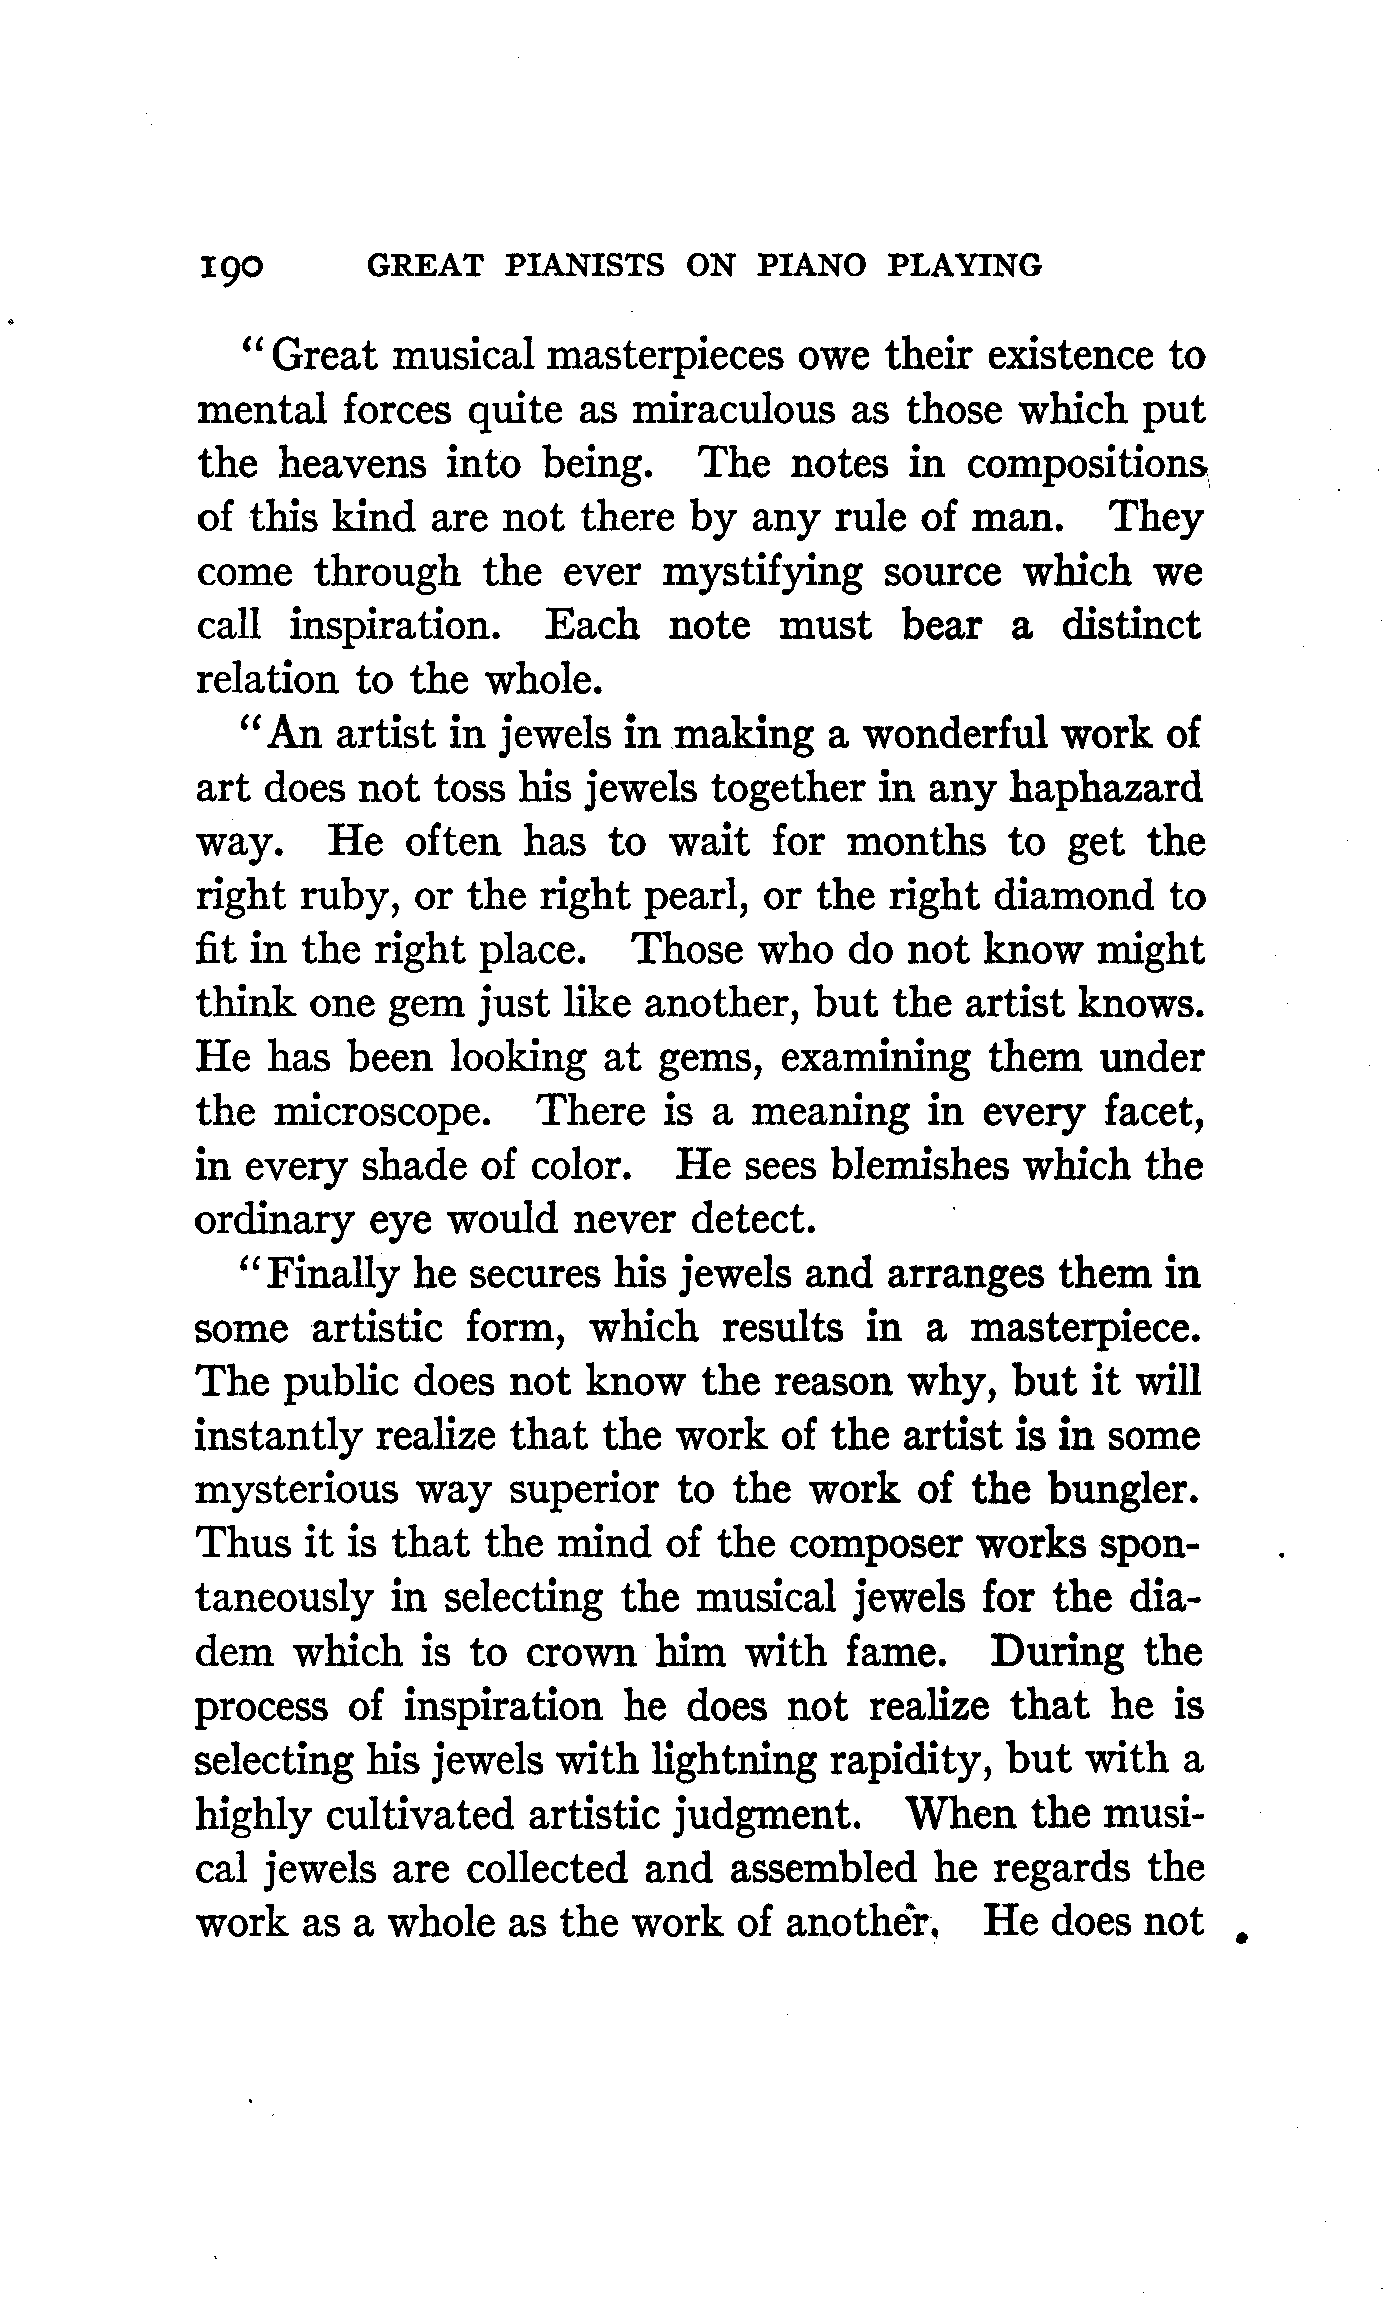 190 GREAT PIANISTS ON PIANO PLAYING
"Great musical masterpieces owe their existence to
mental forces quite as miraculous as those which put
the heavens into being. The notes in compositions
of this kind are not there by any rule of man. They
come through the ever mystifying source which we
call inspiration. Each note must bear a distinct
relation to the whole.
"An artist in jewels in making a wonderful work of
art does not toss his jewels together in any haphazard
way. He often has to wait for months to get the
right ruby, or the right pearl, or the right diamond to
fit in the right place. Those who do not know might
think one gem just like another, but the artist knows.
He has been looking at gems, examining them under
the microscope. There is a meaning in every facet,
in every shade of color. He sees blemishes which the
ordinary eye would never detect.
"Finally he secures his jewels and arranges them in
some artistic form, which results in a masterpiece.
The public does not know the reason why, but it will
instantly realize that the work of the artist is in some
mysterious way superior to the work of the bungler.
Thus it is that the mind of the composer works spon-
taneously in selecting the musical jewels for the dia-
dem which is to crown him with fame. During the
process of inspiration he does not realize that he is
selecting his jewels with lightning rapidity, but with a
highly cultivated artistic judgment. When the musi-
cal jewels are collected and assembled he regards the
work as a whole as the work of another. He does not